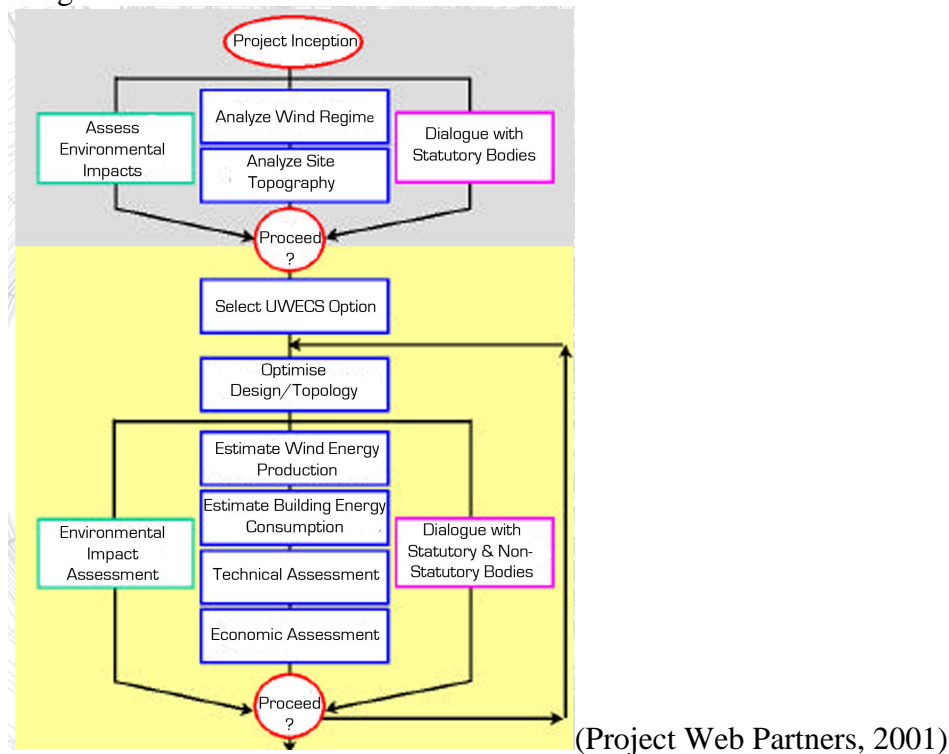 Project Inception
Assess
Environmental
Impacts
Analyze Wind Regime
Analyze Site
Topography
Dialogue with
Statutory Bodies
Proceed
?
Select UWECS Option
Optimise
Design/Topology
Estimate Wind Energy
Production
Estimate Building Energy
Consumption
Technical Assessment
Economic Assessment
Environmental
Impact
Assessment
Dialogue with
Statutory & Non-
Statutory Bodies
Proceed
?
(Project Web Partners, 2001)